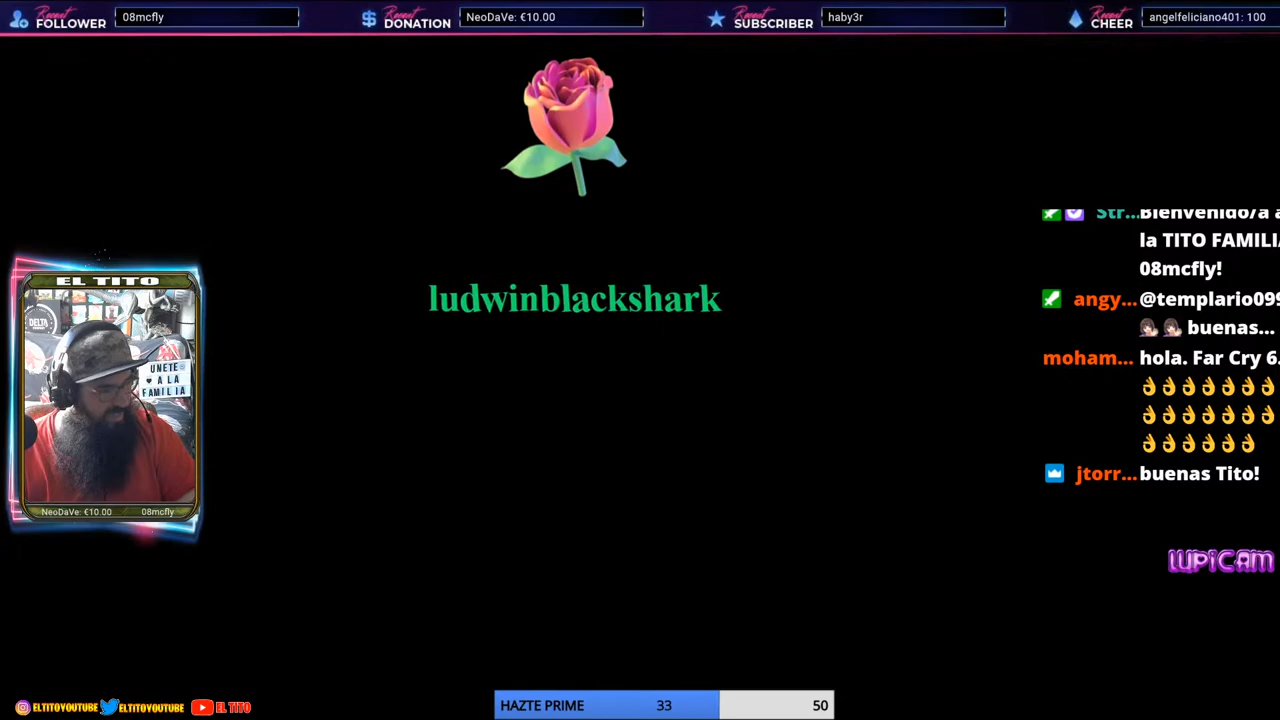 Recent FOLLOWER 08mcfly
Recent DONATION NeoDaVe: €10.00
Recent SUBSCRIBER haby3r
Recent CHEER angelfeliciano401: 100
ludwinblackshark
EL TITO
DELTA
UNETE
♥ A LA
FAMILIA
NeoDaVe: €10.00 08mcfly
Str... Bienvenido/a a
la TITO FAMILIA
08mcfly!
angy... @templario099
buenas...
moham... hola. Far Cry 6.
👌👌👌👌👌👌👌
👌👌👌👌👌👌👌
👌👌👌👌👌👌
jtorr... buenas Tito!
LUPICAM
ELTITOYOUTUBE ELTITOYOUTUBE EL TITO
HAZTE PRIME 33 50